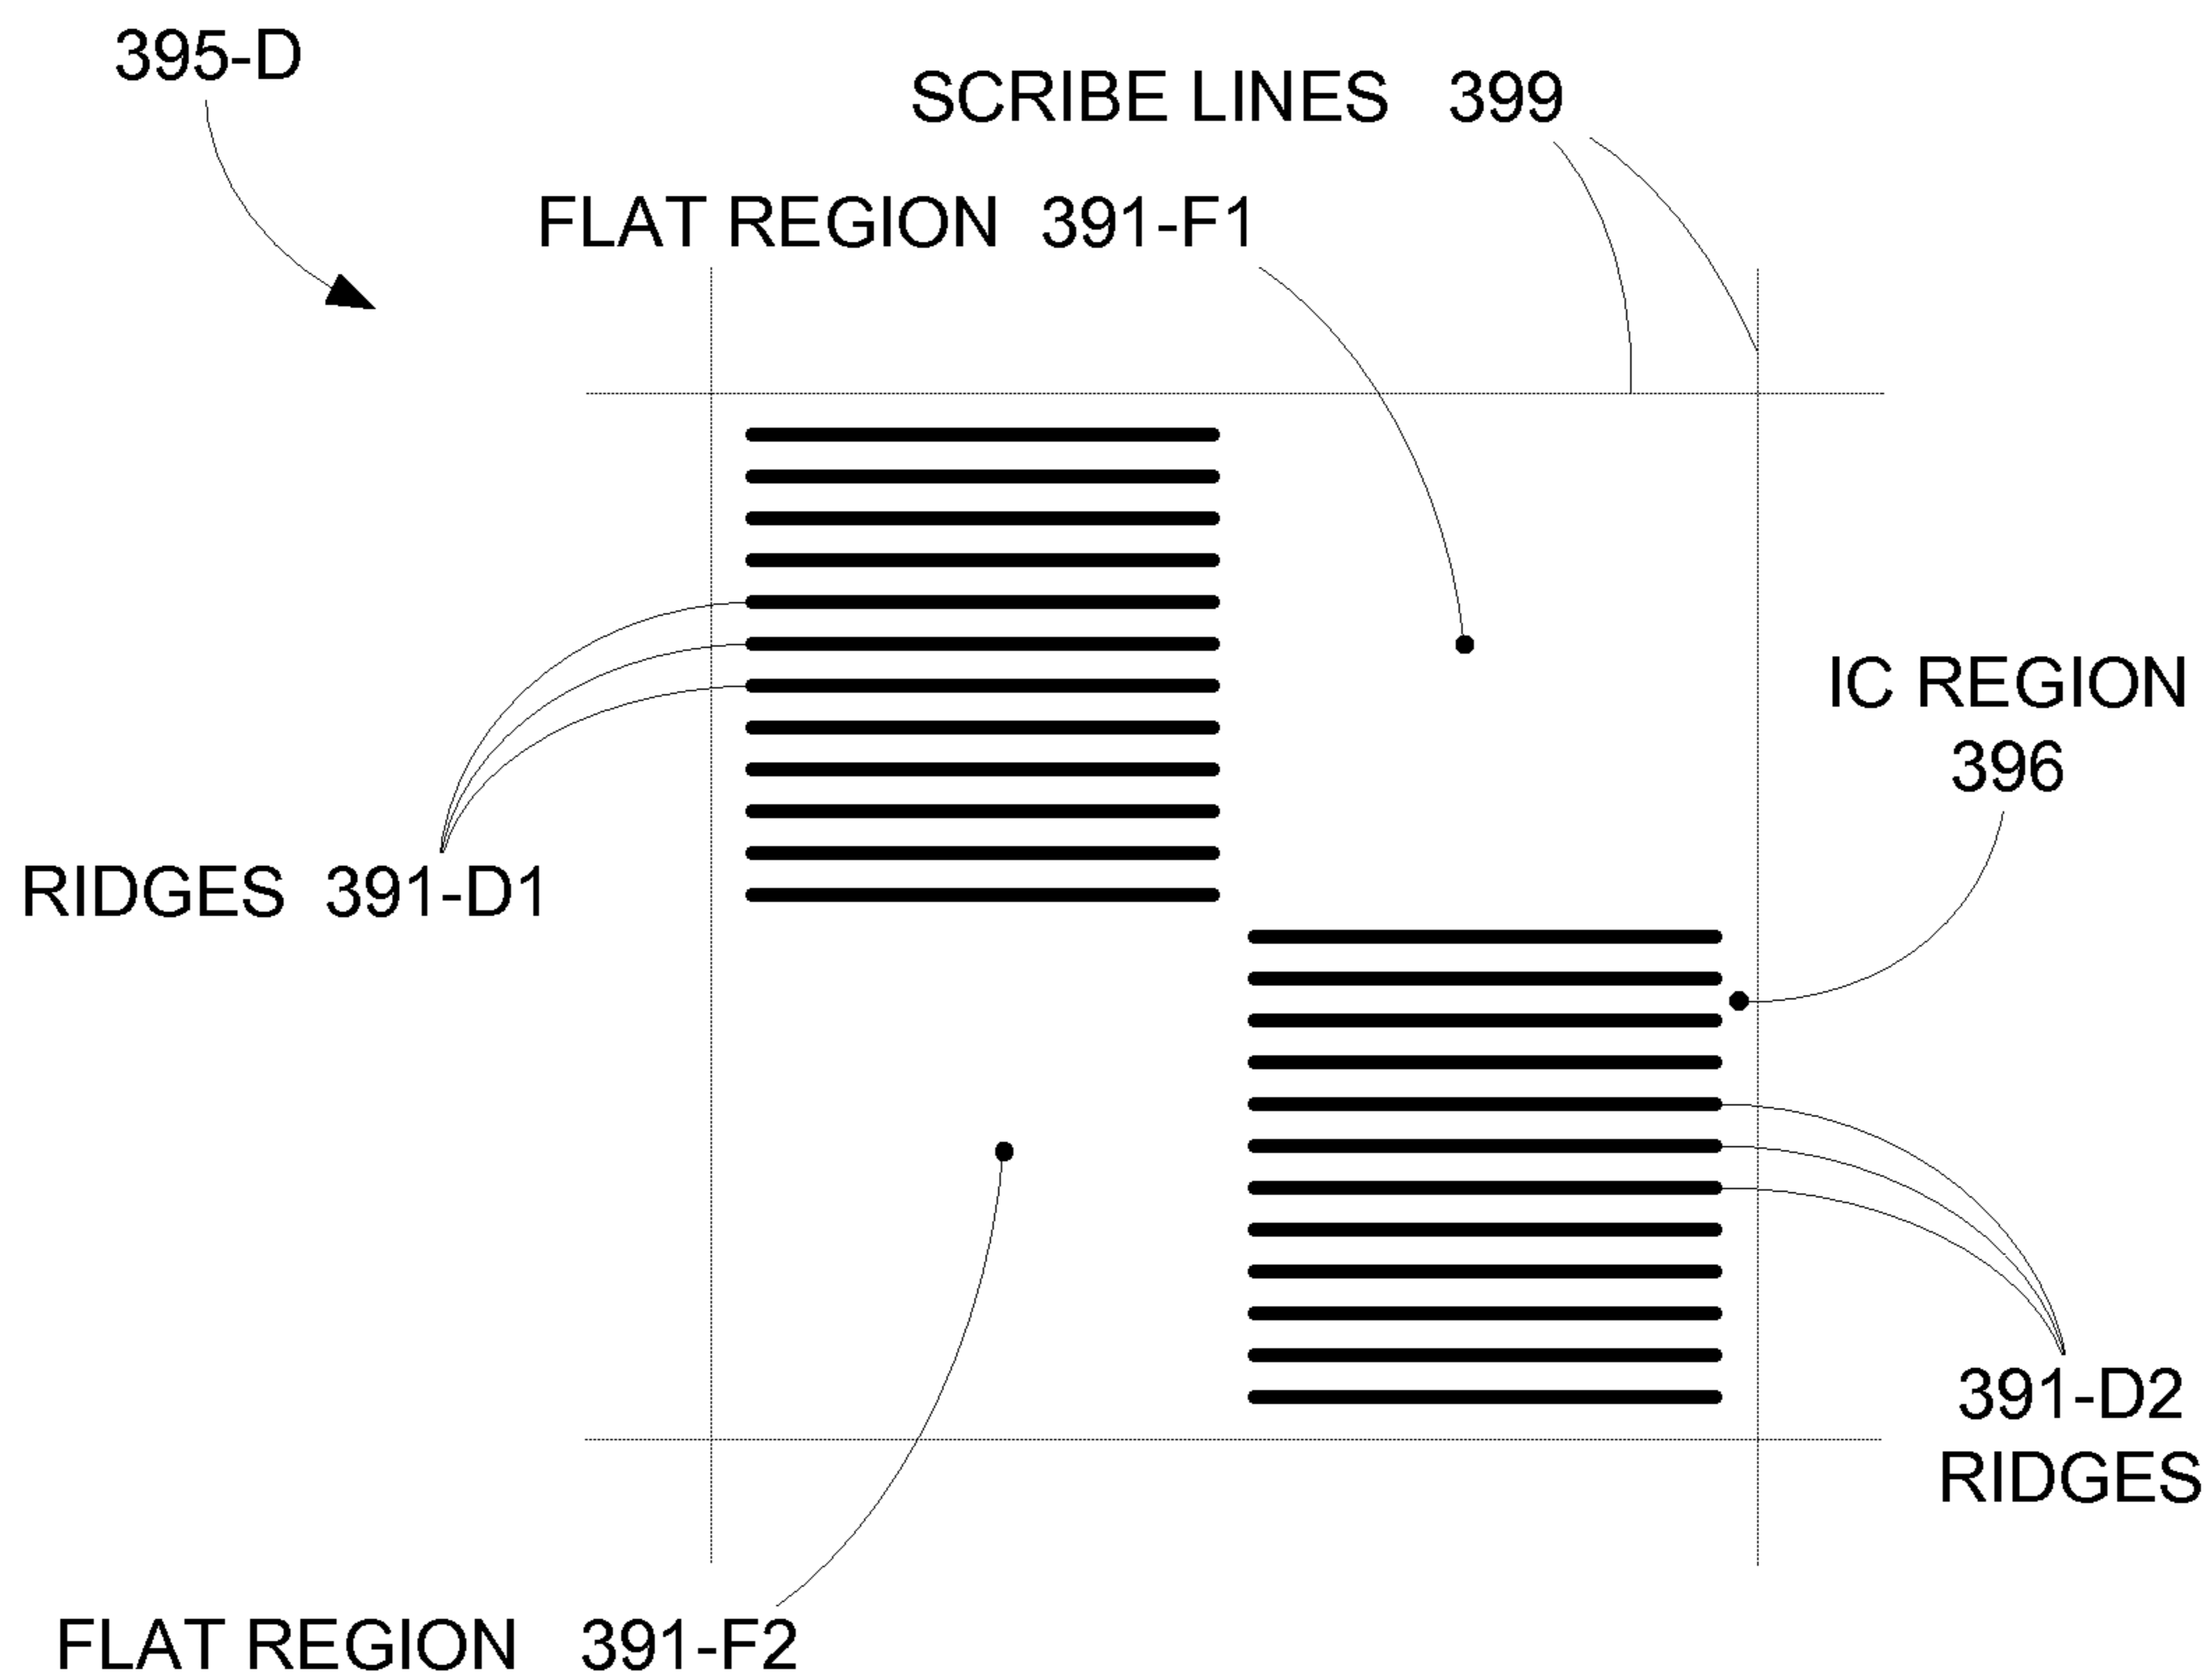 395-D
SCRIBE LINES 399
FLAT REGION 391-F1
IC REGION
396
RIDGES 391-D1
391-D2
RIDGES
FLAT REGION 391-F2